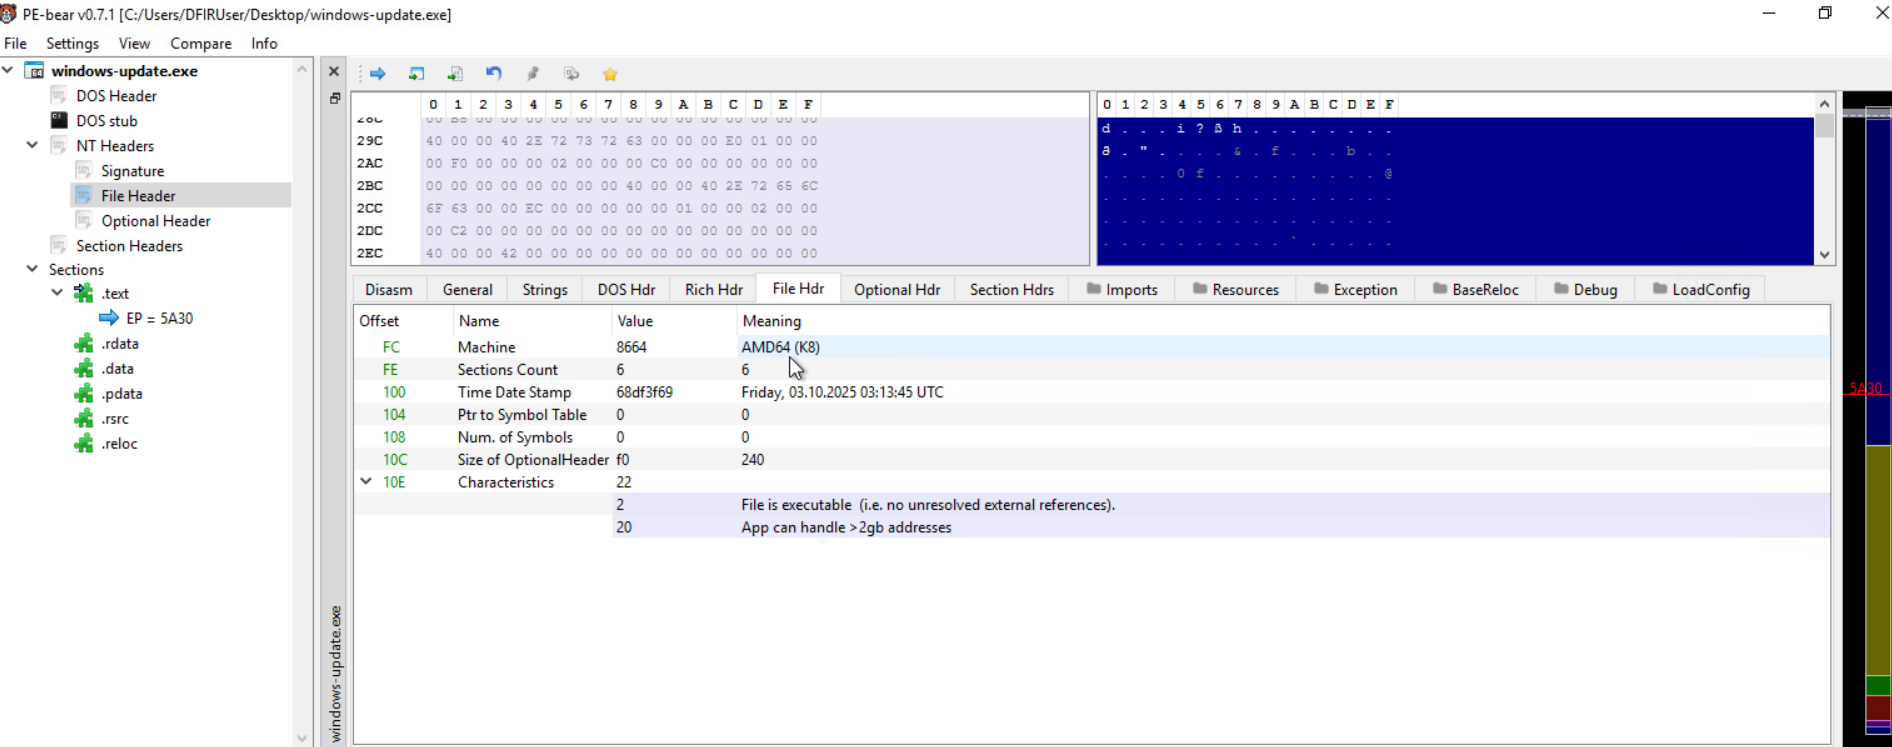 PE-bear v0.7.1 [C:/Users/DFIRUser/Desktop/windows-update.exe]
File Settings View Compare Info
windows-update.exe
DOS Header
DOS stub
NT Headers
Signature
File Header
Optional Header
Section Headers
Sections
.text
EP = 5A30
.rdata
.data
.pdata
.rsrc
.reloc
windows-update.exe
0 1 2 3 4 5 6 7 8 9 A B C D E F
29C 40 00 00 40 2E 72 73 72 63 00 00 00 E0 01 00 00
2AC 00 F0 00 00 00 02 00 00 00 C0 00 00 00 00 00 00
2BC 00 00 00 00 00 00 00 00 40 00 00 40 2E 72 65 6C
2CC 6F 63 00 00 EC 00 00 00 00 00 01 00 00 02 00 00
2DC 00 C2 00 00 00 00 00 00 00 00 00 00 00 00 00 00
2EC 40 00 00 42 00 00 00 00 00 00 00 00 00 00 00 00
0 1 2 3 4 5 6 7 8 9 A B C D E F
d . . . i ? ß h . . . . . . . .
. " . . . . & . f . . . b . .
. . . . 0 f . . . . . . . . . @
5A30
Disasm General Strings DOS Hdr Rich Hdr File Hdr Optional Hdr Section Hdrs Imports Resources Exception BaseReloc Debug LoadConfig
Offset Name Value Meaning
FC Machine 8664 AMD64 (K8)
FE Sections Count 6 6
100 Time Date Stamp 68df3f69 Friday, 03.10.2025 03:13:45 UTC
104 Ptr to Symbol Table 0 0
108 Num. of Symbols 0 0
10C Size of OptionalHeader f0 240
10E Characteristics 22
2 File is executable (i.e. no unresolved external references).
20 App can handle >2gb addresses